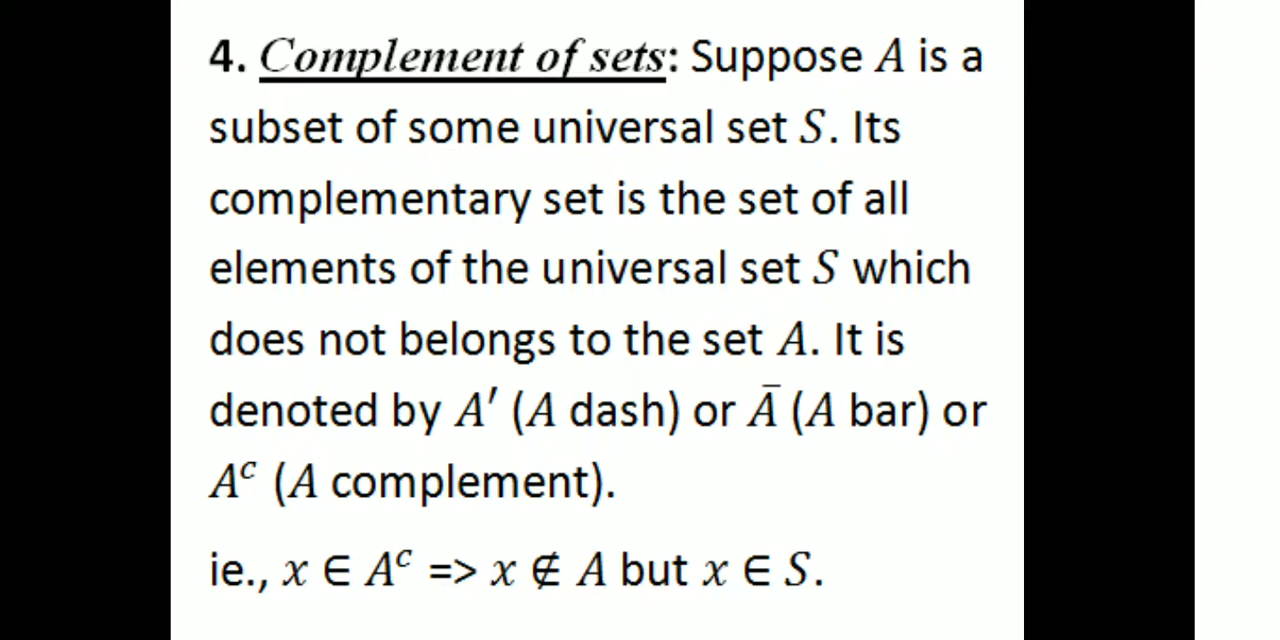 4. Complement of sets: Suppose A is a
subset of some universal set S. Its
complementary set is the set of all
elements of the universal set S which
does not belongs to the set A. It is
denoted by A′ (A dash) or Ā (A bar) or
Aᶜ (A complement).
ie., x ∈ Aᶜ => x ∉ A but x ∈ S.